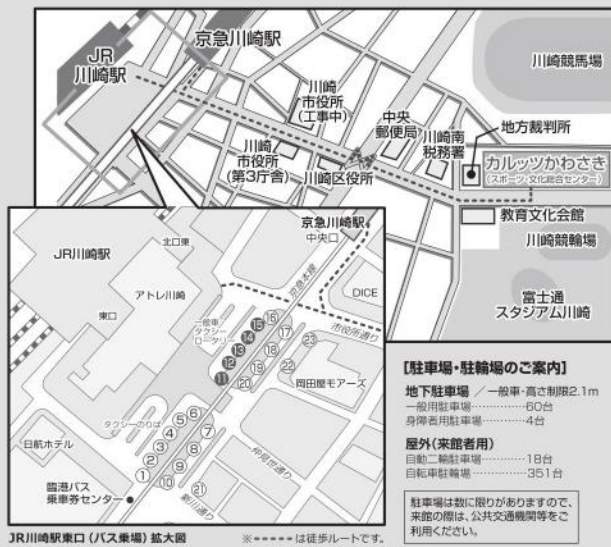 京急川崎駅
JR
川崎駅
川崎競馬場
川崎
市役所
(工事中)
中央
郵便局
川崎南
税務署
地方裁判所
カルッツかわさき
(スポーツ・文化総合センター)
川崎
市役所
(第3庁舎)
川崎区役所
教育文化会館
川崎競輪場
富士通
スタジアム川崎
京急川崎駅
中央口
北口東
JR川崎駅
アトレ川崎
東口
京急本線
DICE
市役所通り
一般車・
タクシー
ロータリー
⑯
⑮
⑭
⑬
⑫
⑪
⑰
⑱
⑲
⑳
㉓
㉒
岡田屋モアーズ
タクシーのりば
⑥
⑤
④
③
②
①
⑦
⑧
⑨
⑩
㉑
日航ホテル
仲見世通り
新川通り
臨港バス
乗車券センター
JR川崎駅東口(バス乗場)拡大図
※-----は徒歩ルートです。
[駐車場・駐輪場のご案内]
地下駐車場 /一般車・高さ制限2.1m
一般用駐車場…………60台
身障者用駐車場…………4台
屋外(来館者用)
自動二輪駐車場…………18台
自転車駐輪場…………351台
駐車場は数に限りがありますので、
来館の際は、公共交通機関等をご
利用ください。